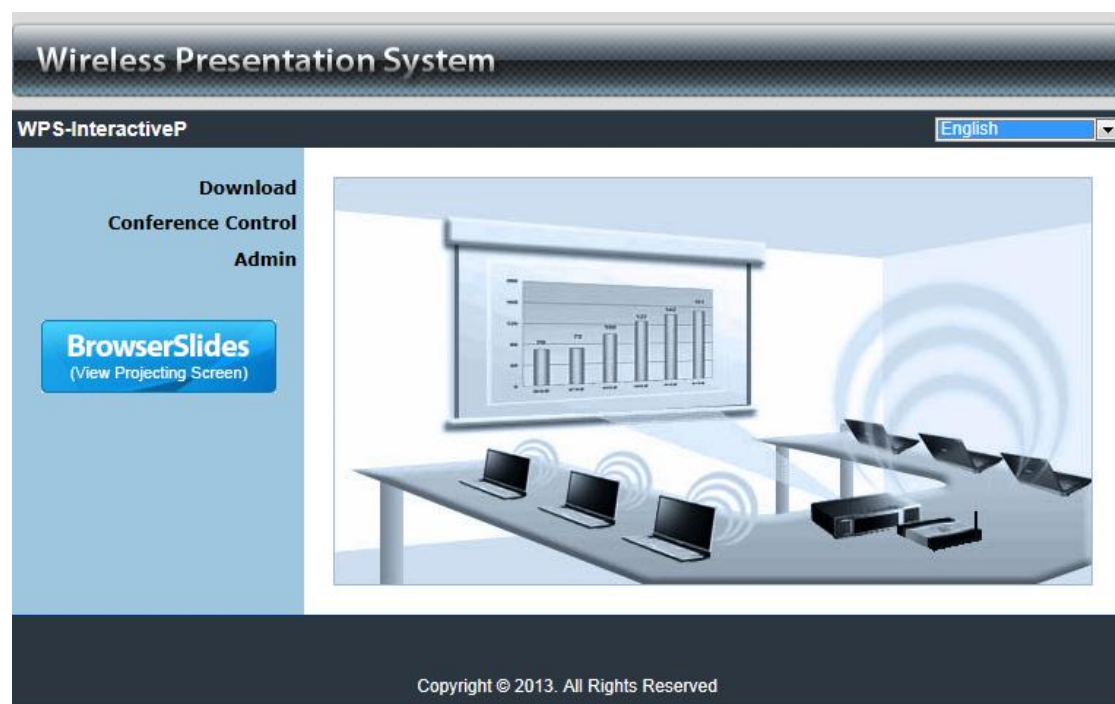 Wireless Presentation System
WPS-InteractiveP
English
Download
Conference Control
Admin
BrowserSlides
(View Projecting Screen)
Copyright © 2013. All Rights Reserved